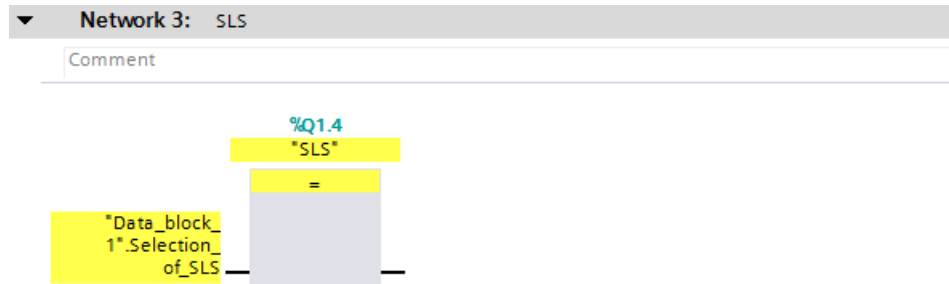 Network 3: SLS
Comment
%Q1.4
"SLS"
=
"Data_block_
1".Selection_
of_SLS